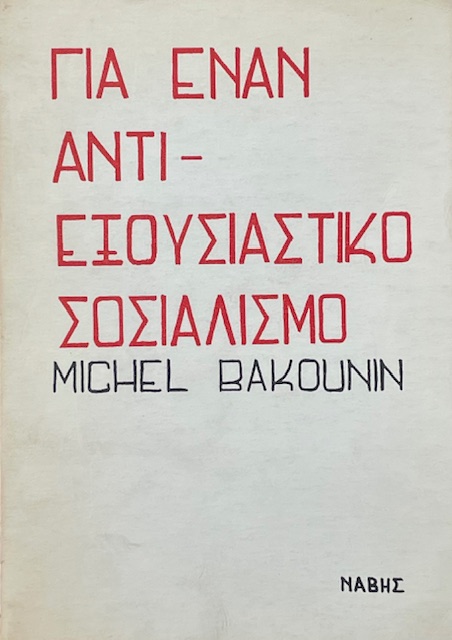 ΓΙΑ ΕΝΑΝ
ΑΝΤΙ-
ΕΞΟΥΣΙΑΣΤΙΚΟ
ΣΟΣΙΑΛΙΣΜΟ
MICHEL BAKOUNIN
ΝΑΒΗΣ